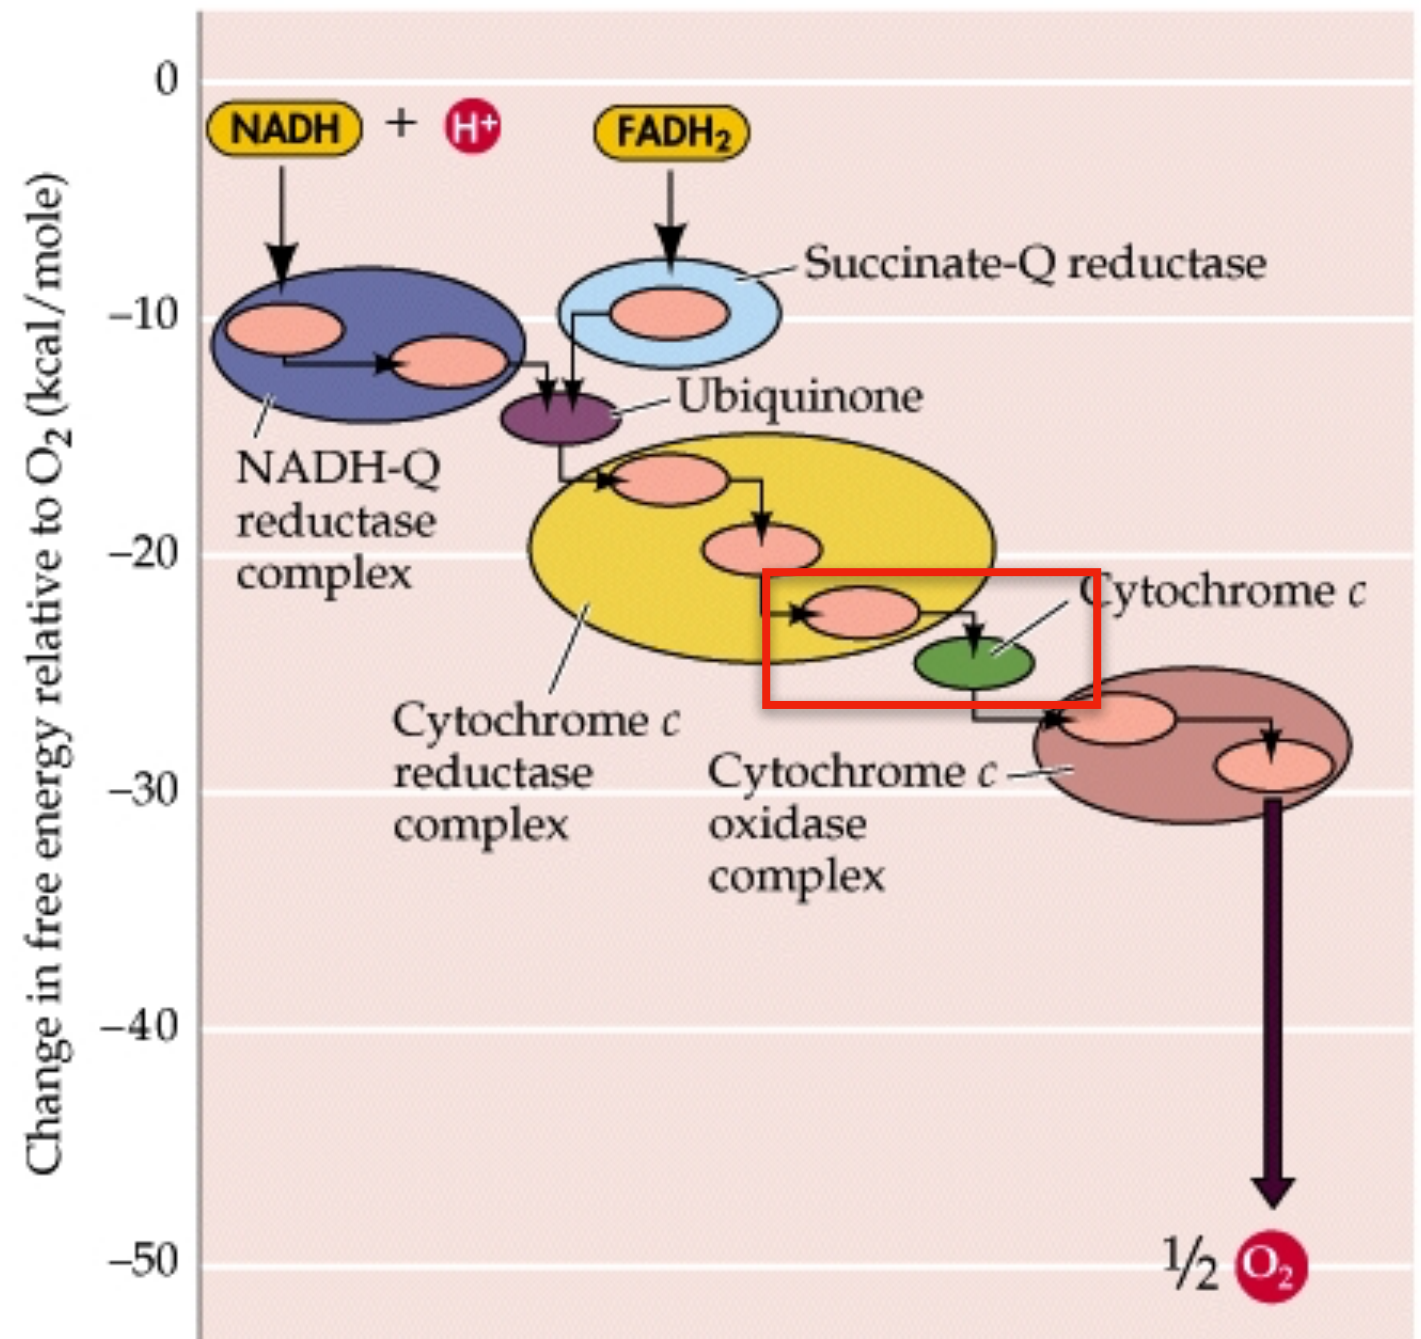 Change in free energy relative to O₂ (kcal/mole)
0
−10
−20
−30
−40
−50
NADH + H⁺
FADH₂
Succinate-Q reductase
Ubiquinone
NADH-Q
reductase
complex
Cytochrome c
Cytochrome c
reductase
complex
Cytochrome c
oxidase
complex
½ O₂